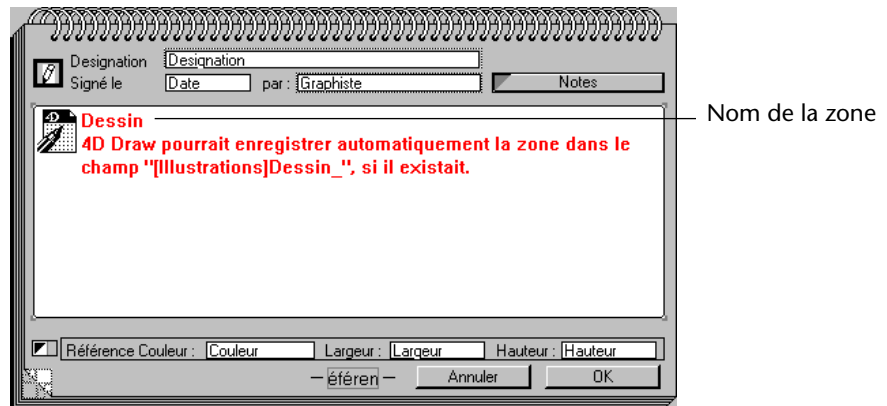 Designation Designation
Signé le Date par : Graphiste Notes
4D Dessin
4D Draw pourrait enregistrer automatiquement la zone dans le
champ "[Illustrations]Dessin_", si il existait.
Nom de la zone
Référence Couleur : Couleur Largeur : Largeur Hauteur : Hauteur
éféren Annuler OK